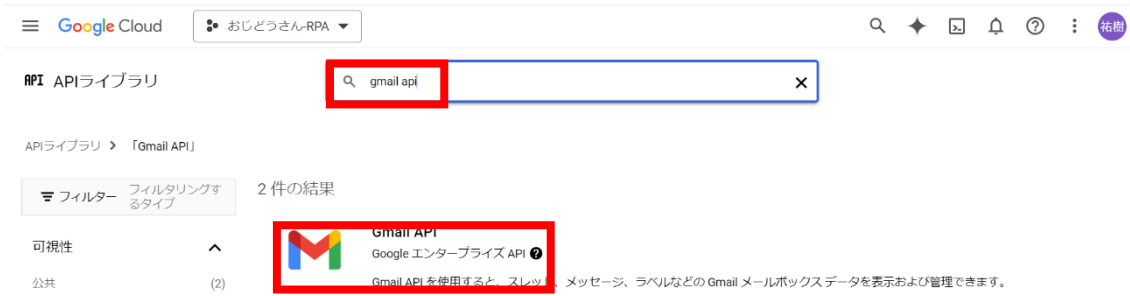 Google Cloud おじどうさん-RPA 祐樹
API APIライブラリ gmail api
APIライブラリ 「Gmail API」
フィルター フィルタリングするタイプ
2 件の結果
Gmail API
可視性
Google エンタープライズ API
公共 (2)
Gmail API を使用すると、スレッド、メッセージ、ラベルなどの Gmail メールボックス データを表示および管理できます。